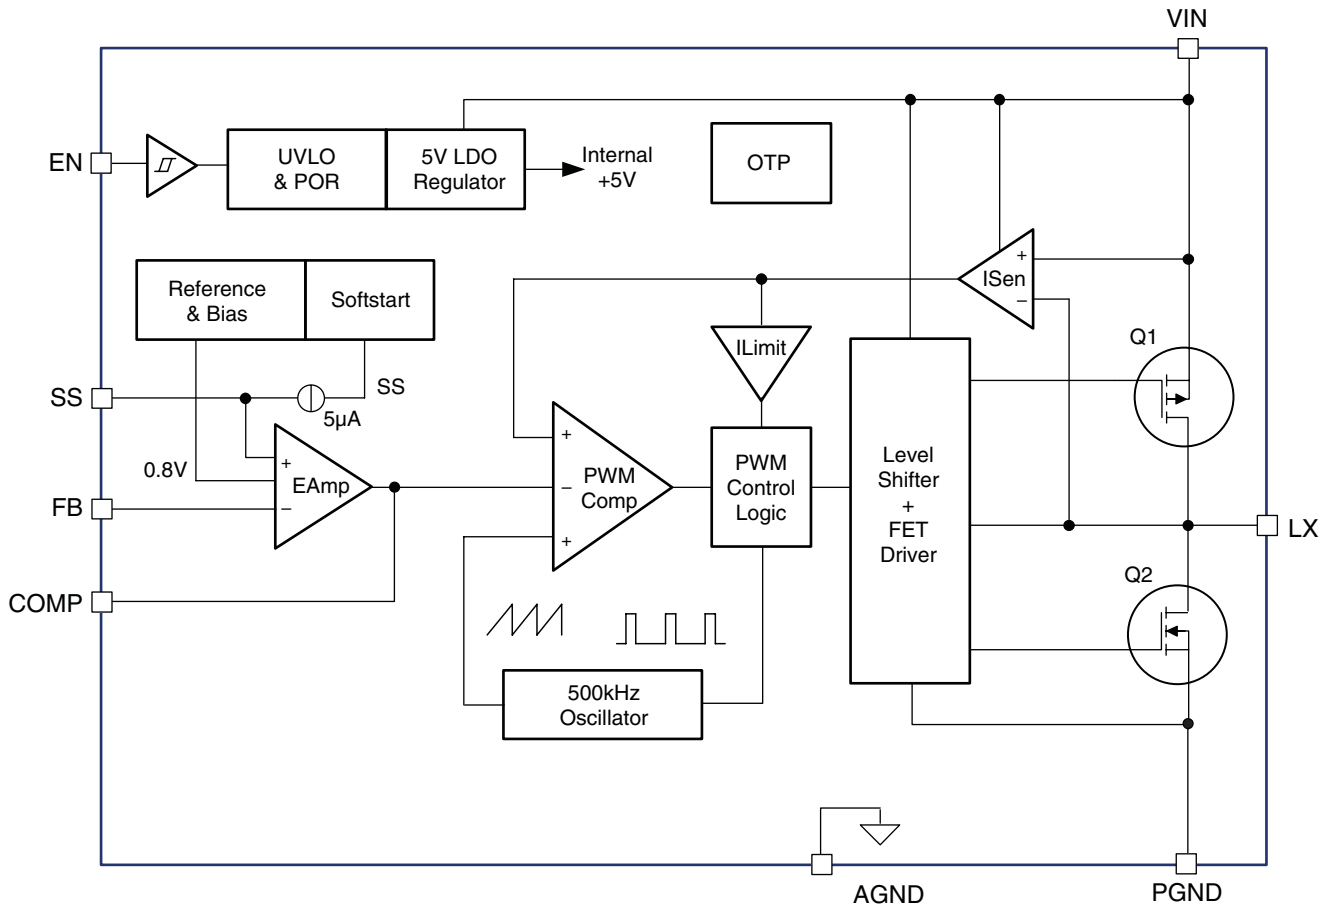 VIN
EN
UVLO
& POR
5V LDO
Regulator
Internal
+5V
OTP
Reference
& Bias
Softstart
+
ISen
−
Q1
ILimit
SS
SS
5µA
0.8V
+
EAmp
−
FB
+
PWM
Comp
−
+
PWM
Control
Logic
Level
Shifter
+
FET
Driver
LX
Q2
COMP
500kHz
Oscillator
AGND
PGND